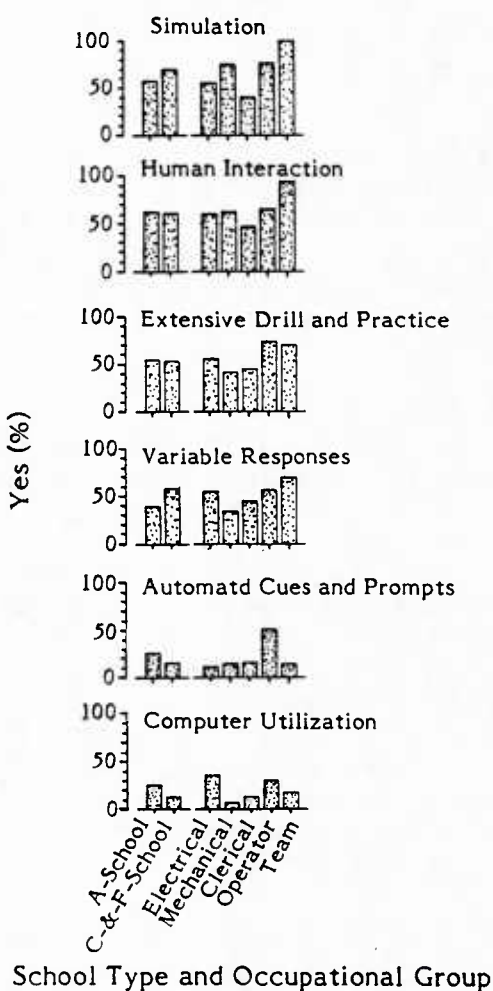 Simulation
100
50
0
Human Interaction
100
50
0
Extensive Drill and Practice
100
50
0
Variable Responses
100
50
0
Automatd Cues and Prompts
100
50
0
Computer Utilization
100
50
0
Yes (%)
A-School
C-&-F-School
Electrical
Mechanical
Clerical
Operator
Team
School Type and Occupational Group